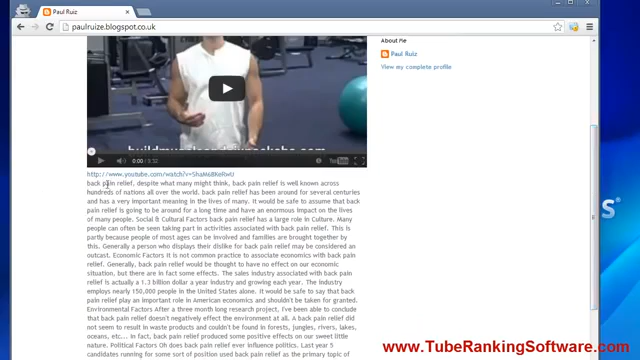 Paul Ruiz
paulruize.blogspot.co.uk
About Me
Paul Ruiz
View my complete profile
0:00 / 3:32
YouTube
http://www.youtube.com/watch?v=5haM68KeRwU
back pain relief, despite what many might think, back pain relief is well known across
hundreds of nations all over the world. back pain relief has been around for several centuries
and has a very important meaning in the lives of many. It would be safe to assume that back
pain relief is going to be around for a long time and have an enormous impact on the lives
of many people. Social & Cultural Factors back pain relief has a large role in Culture. Many
people can often be seen taking part in activities associated with back pain relief. This is
partly because people of most ages can be involved and families are brought together by
this. Generally a person who displays their dislike for back pain relief may be considered an
outcast. Economic Factors It is not common practice to associate economics with back pain
relief. Generally, back pain relief would be thought to have no effect on our economic
situation, but there are in fact some effects. The sales industry associated with back pain
relief is actually a 1.3 billion dollar a year industry and growing each year. The industry
employs nearly 150,000 people in the United States alone. It would be safe to say that back
pain relief play an important role in American economics and shouldn't be taken for granted.
Environmental Factors After a three month long research project, I've been able to conclude
that back pain relief doesn't negatively effect the environment at all. A back pain relief did
not seem to result in waste products and couldn't be found in forests, jungles, rivers, lakes,
oceans, etc... In fact, back pain relief produced some positive effects on our sweet little
nature. Political Factors Oh does back pain relief ever influence politics. Last year 5
candidates running for some sort of position used back pain relief as the primary topic of
www.TubeRankingSoftware.com